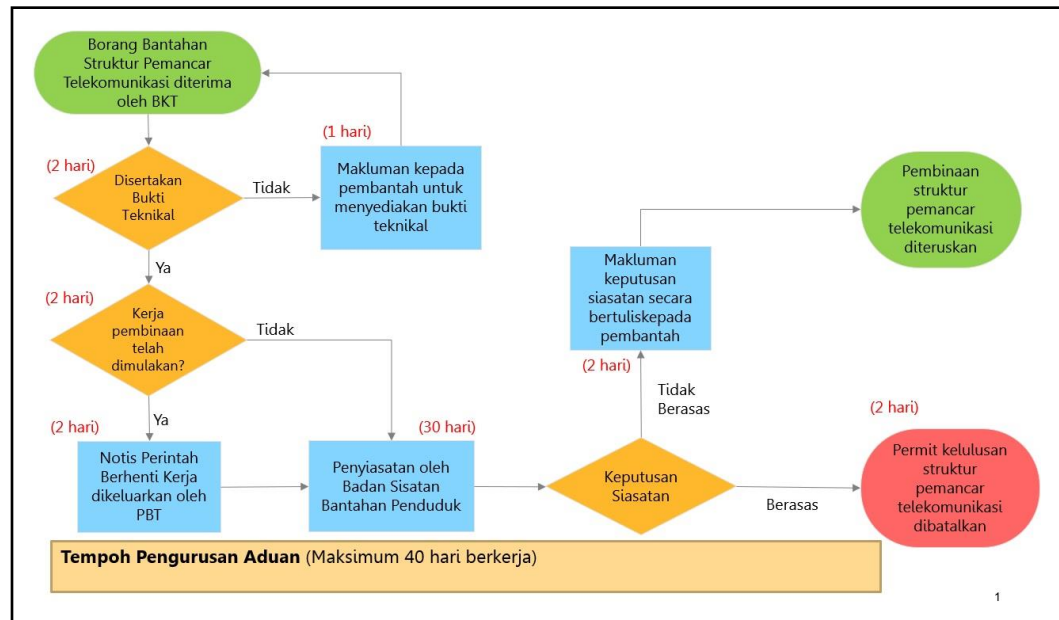 Borang Bantahan
Struktur Pemancar
Telekomunikasi diterima
oleh BKT
(2 hari)
Disertakan
Bukti
Teknikal
Tidak
(1 hari)
Makluman kepada
pembantah untuk
menyediakan bukti
teknikal
Ya
(2 hari)
Kerja
pembinaan
telah
dimulakan?
Tidak
Ya
(2 hari)
Notis Perintah
Berhenti Kerja
dikeluarkan oleh
PBT
(30 hari)
Penyiasatan oleh
Badan Sisatan
Bantahan Penduduk
Keputusan
Siasatan
Tidak
Berasas
(2 hari)
Makluman
keputusan
siasatan secara
bertuliskepada
pembantah
Pembinaan
struktur
pemancar
telekomunikasi
diteruskan
Berasas
(2 hari)
Permit kelulusan
struktur
pemancar
telekomunikasi
dibatalkan
Tempoh Pengurusan Aduan (Maksimum 40 hari berkerja)
1